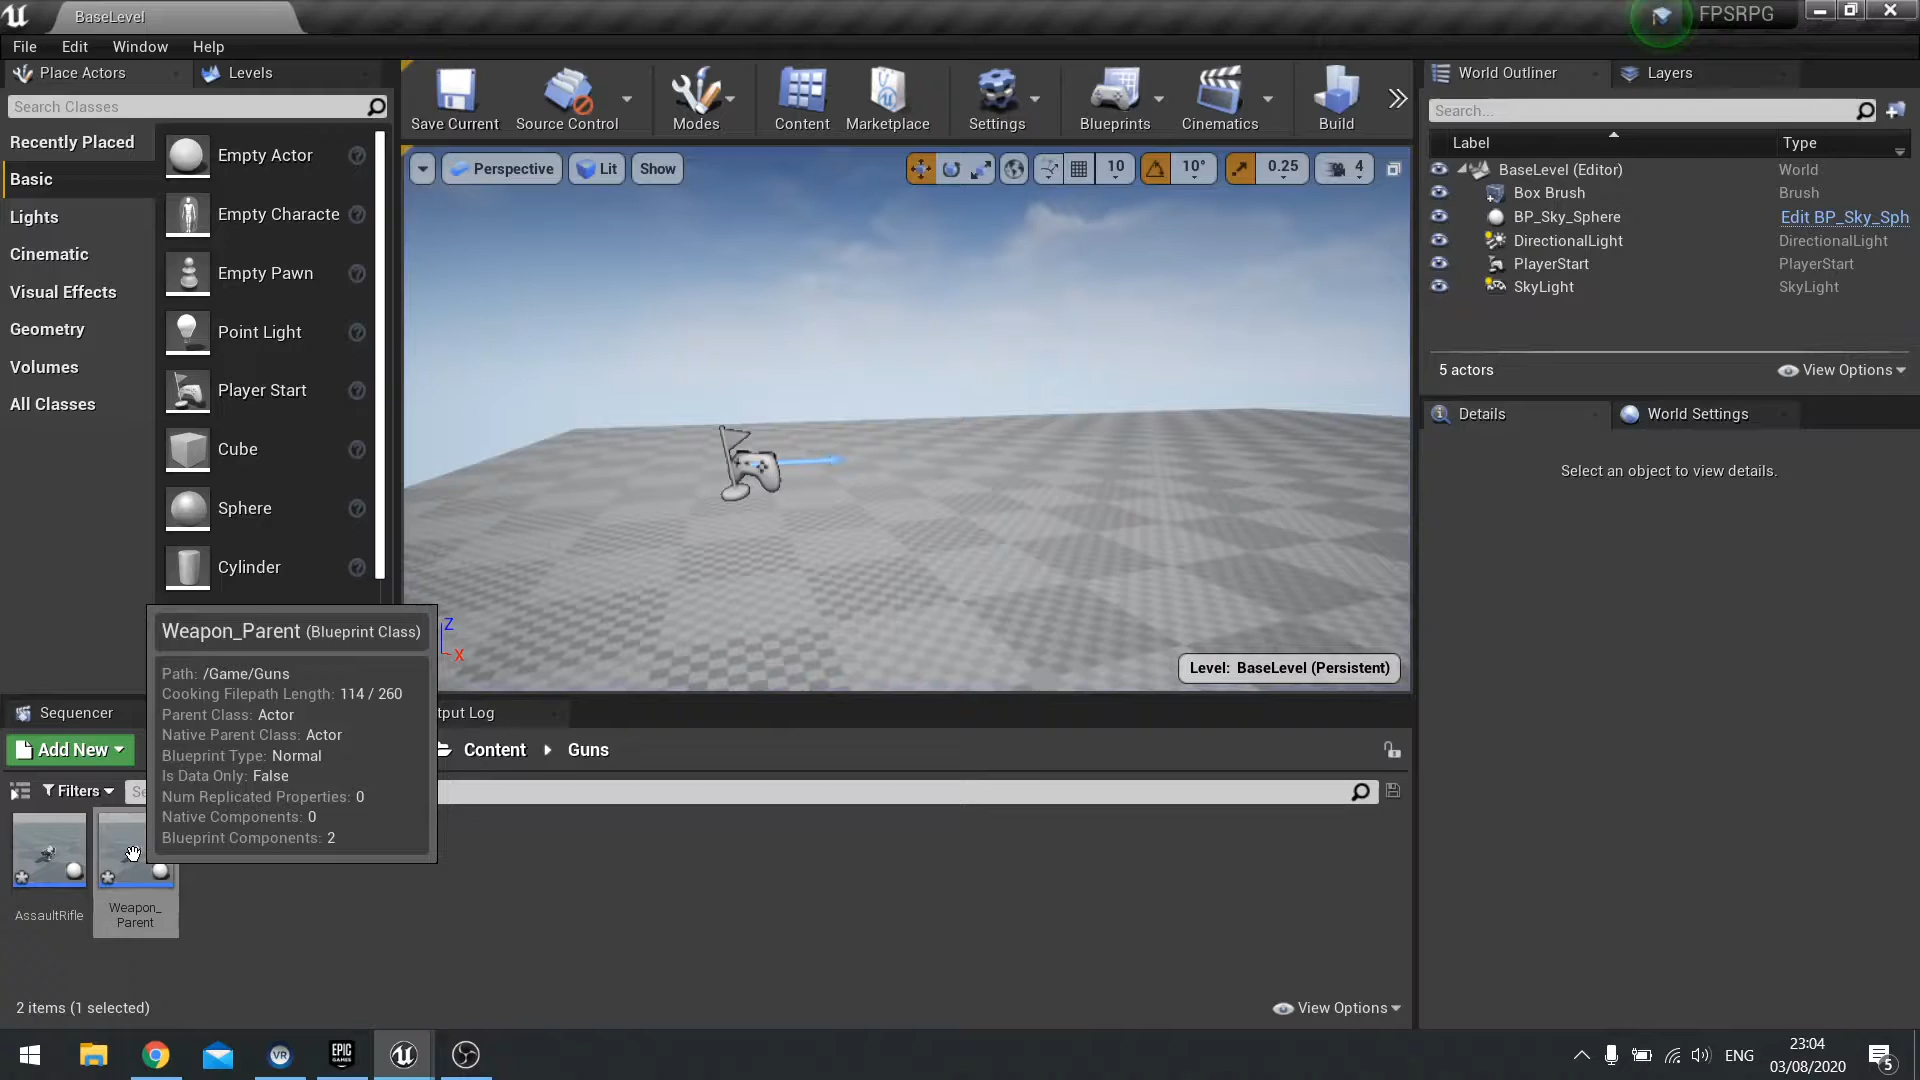 BaseLevel
FPSRPG
File Edit Window Help
Place Actors
Levels
Search Classes
Recently Placed
Basic
Lights
Cinematic
Visual Effects
Geometry
Volumes
All Classes
Empty Actor
Empty Characte
Empty Pawn
Point Light
Player Start
Cube
Sphere
Cylinder
Save Current
Source Control
Modes
Content
Marketplace
Settings
Blueprints
Cinematics
Build
Perspective
Lit
Show
10
10°
0.25
4
Z
X
Level: BaseLevel (Persistent)
World Outliner
Layers
Search...
Label Type
BaseLevel (Editor) World
Box Brush Brush
BP_Sky_Sphere Edit BP_Sky_Sph
DirectionalLight DirectionalLight
PlayerStart PlayerStart
SkyLight SkyLight
5 actors
View Options
Details
World Settings
Select an object to view details.
Weapon_Parent (Blueprint Class)
Path: /Game/Guns
Cooking Filepath Length: 114 / 260
Parent Class: Actor
Native Parent Class: Actor
Blueprint Type: Normal
Is Data Only: False
Num Replicated Properties: 0
Native Components: 0
Blueprint Components: 2
Sequencer
tput Log
Add New
Content
Guns
Filters
Se
AssaultRifle
Weapon_
Parent
2 items (1 selected)
View Options
VR
EPIC
GAMES
ENG
23:04
03/08/2020
5